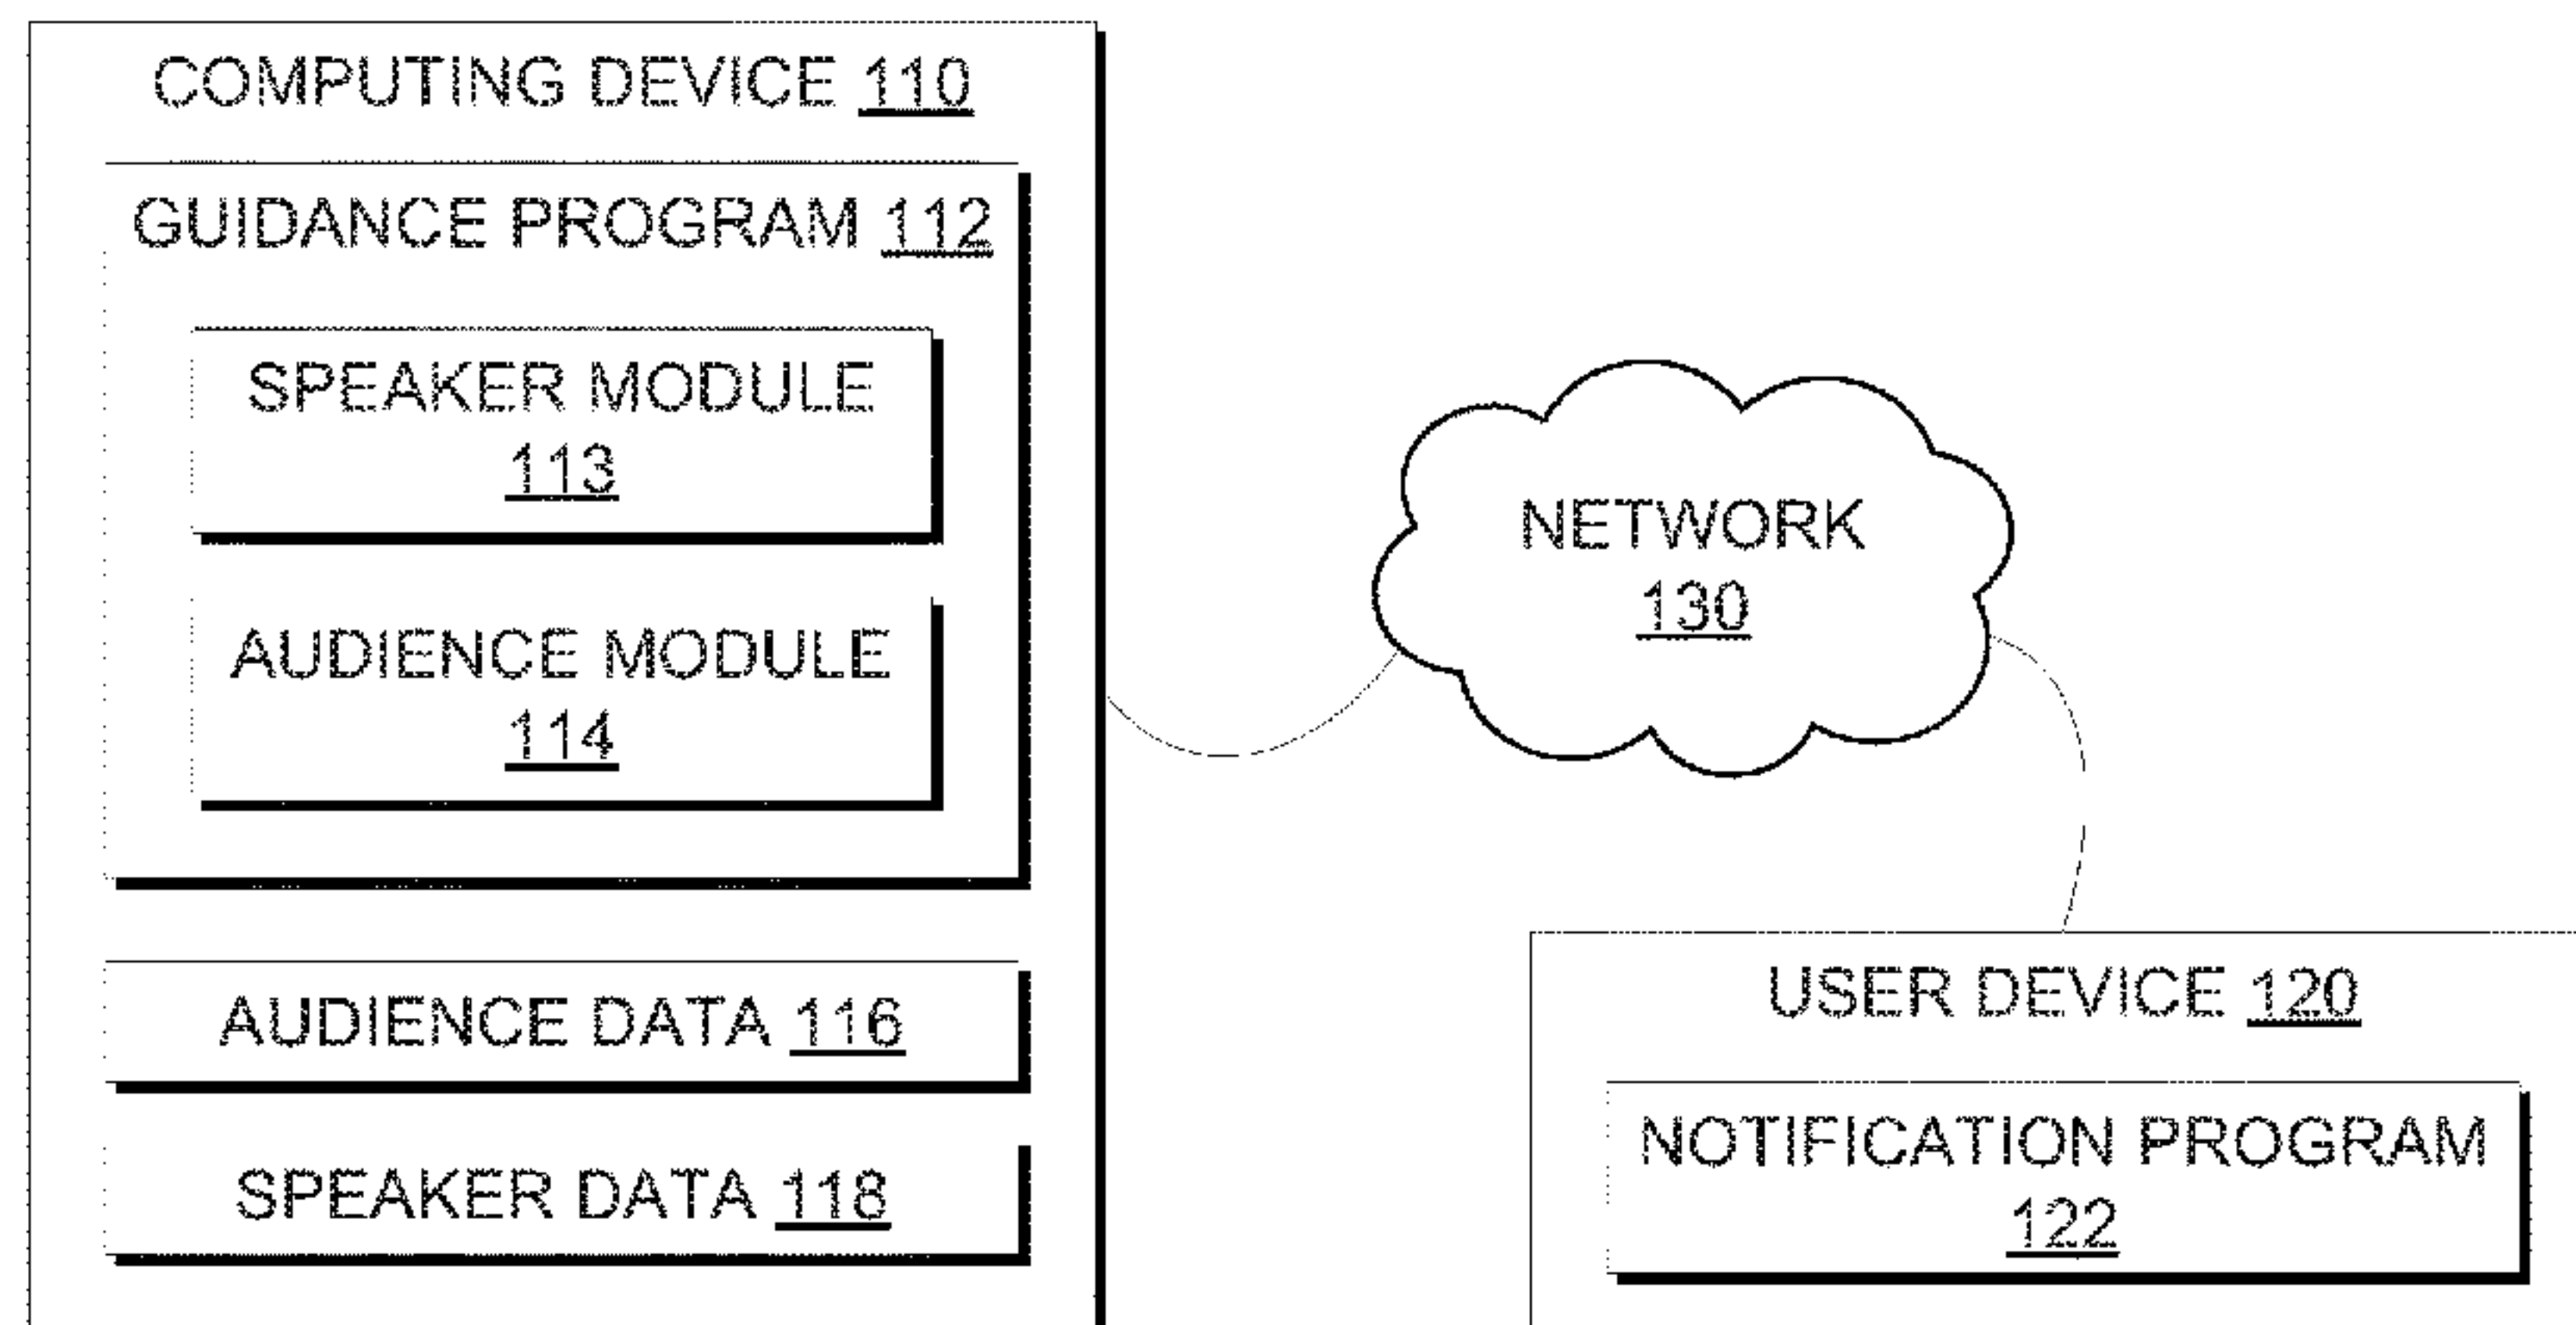 COMPUTING DEVICE 110
GUIDANCE PROGRAM 112
SPEAKER MODULE
113
AUDIENCE MODULE
114
AUDIENCE DATA 116
SPEAKER DATA 118
NETWORK
130
USER DEVICE 120
NOTIFICATION PROGRAM
122